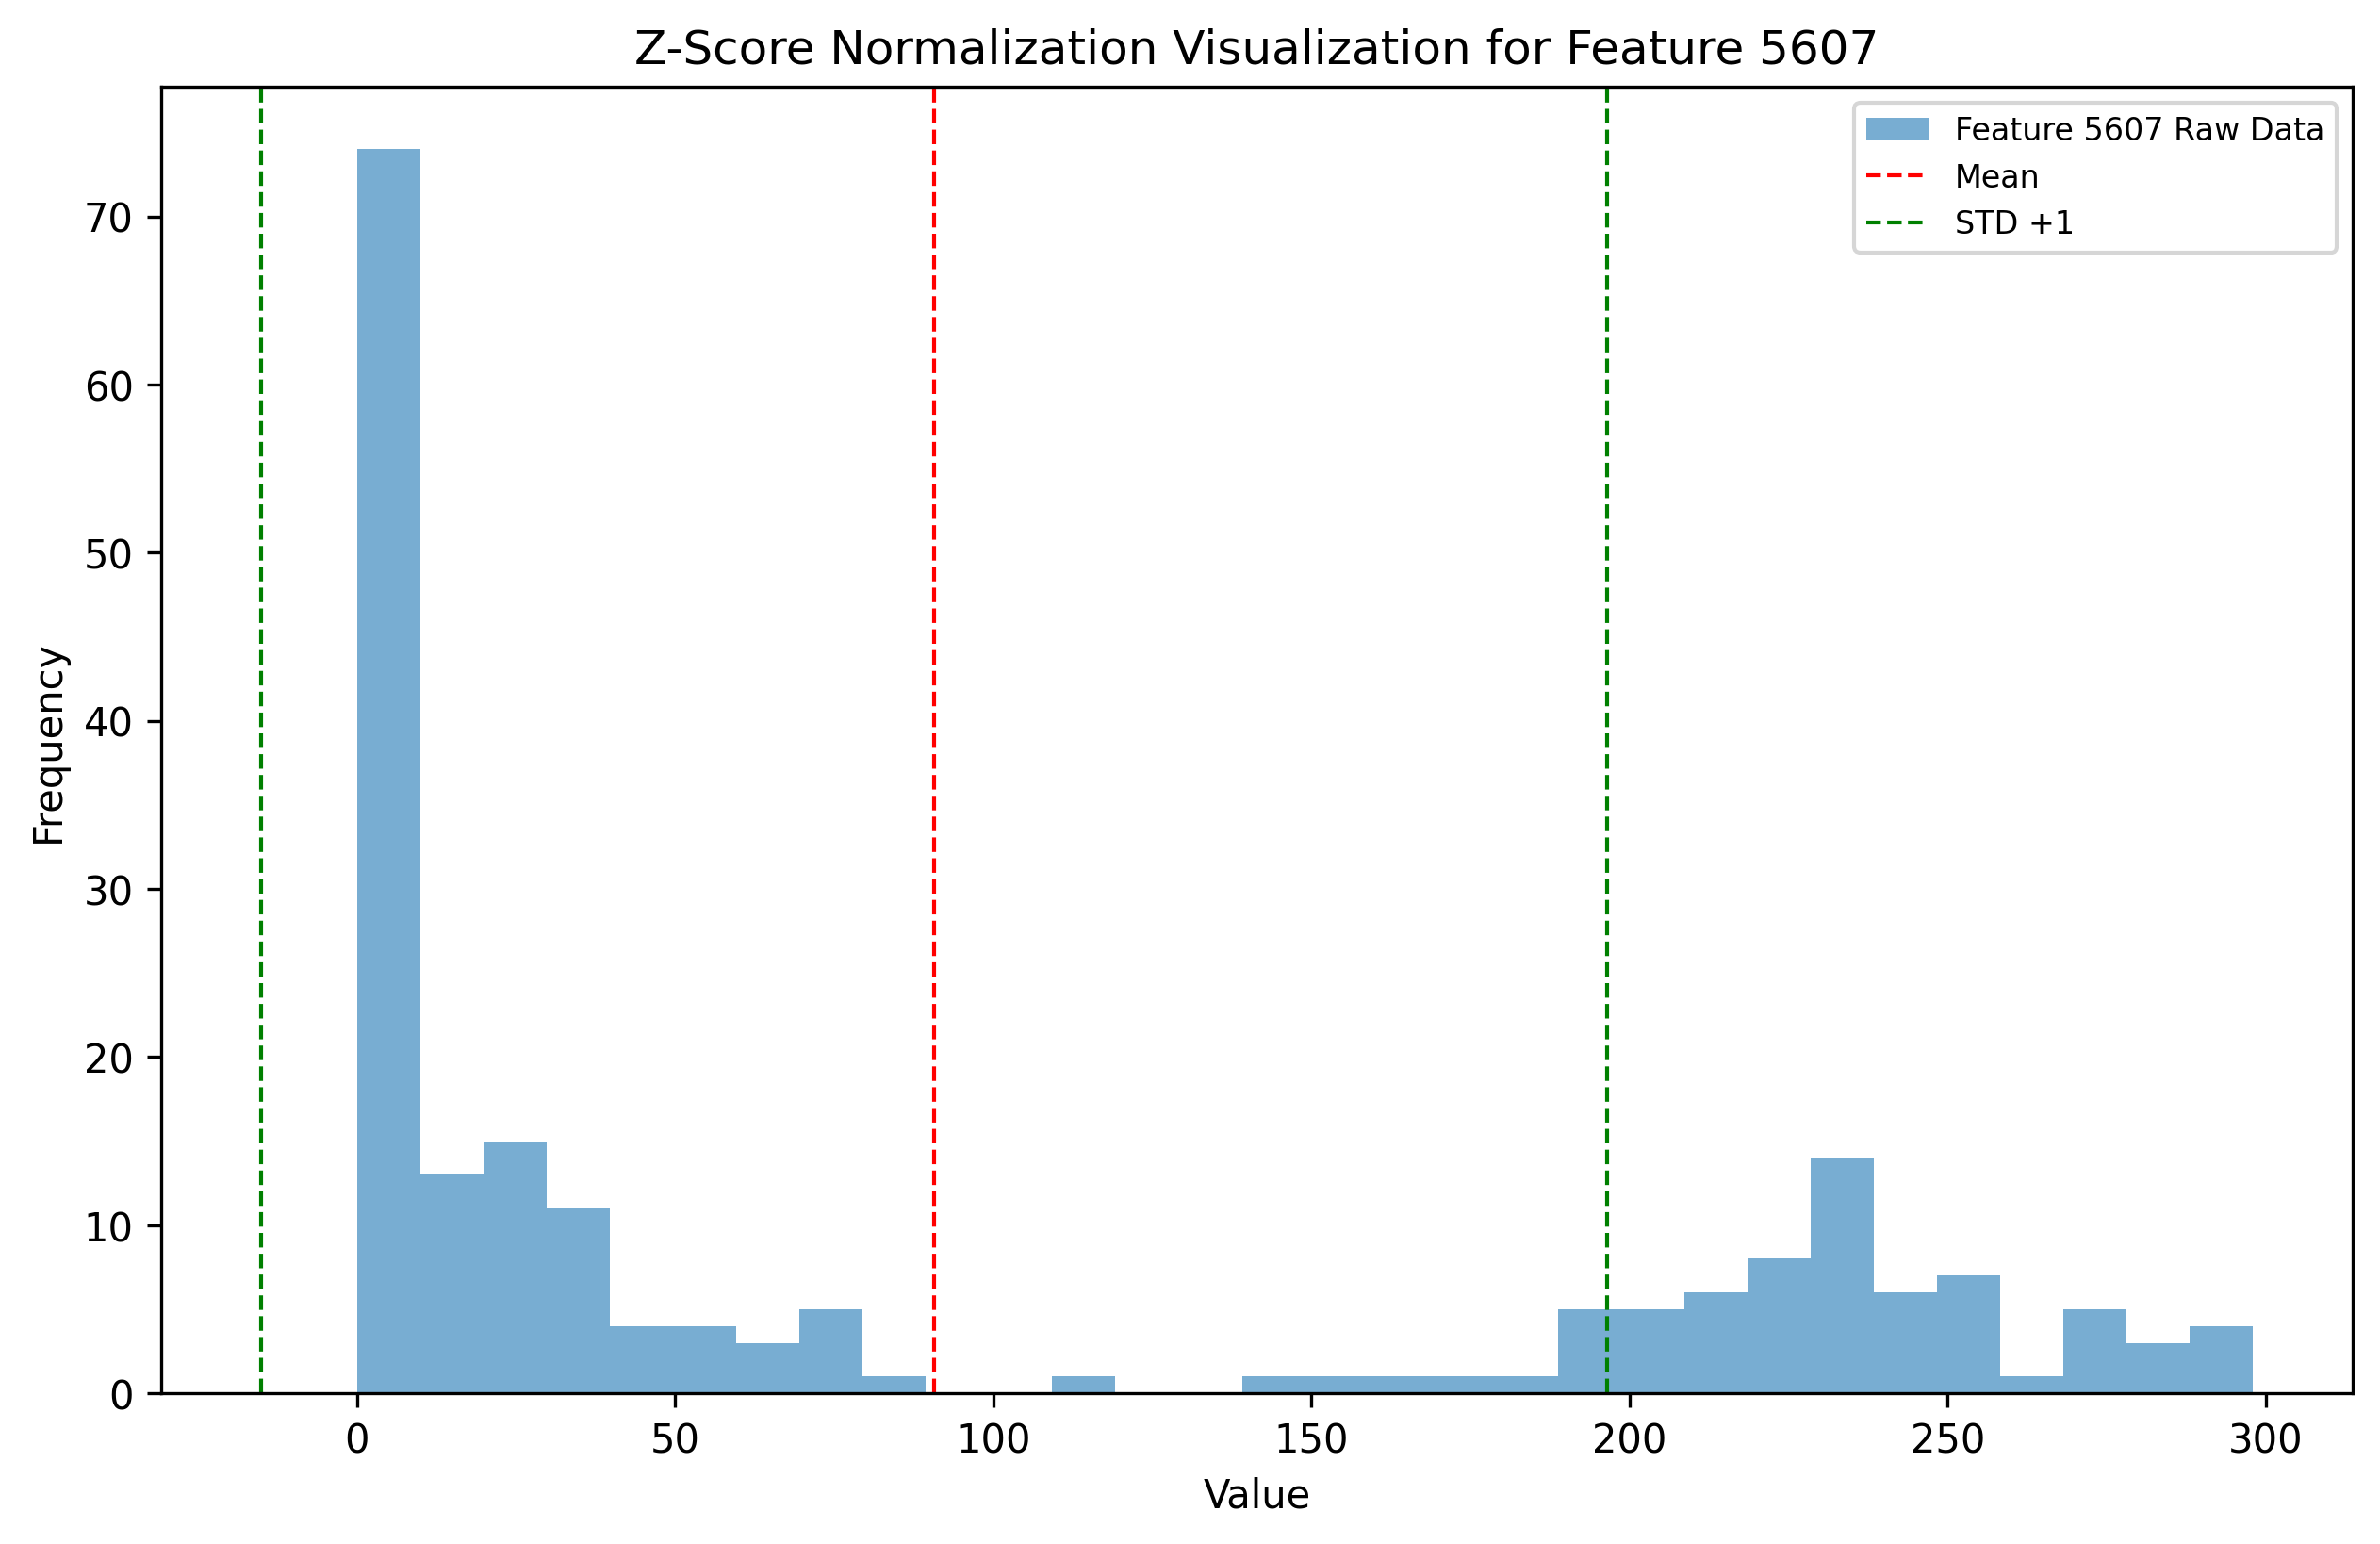 Z-Score Normalization Visualization for Feature 5607
Feature 5607 Raw Data
Mean
STD +1
70
60
50
40
30
20
10
0
Frequency
0 50 100 150 200 250 300
Value